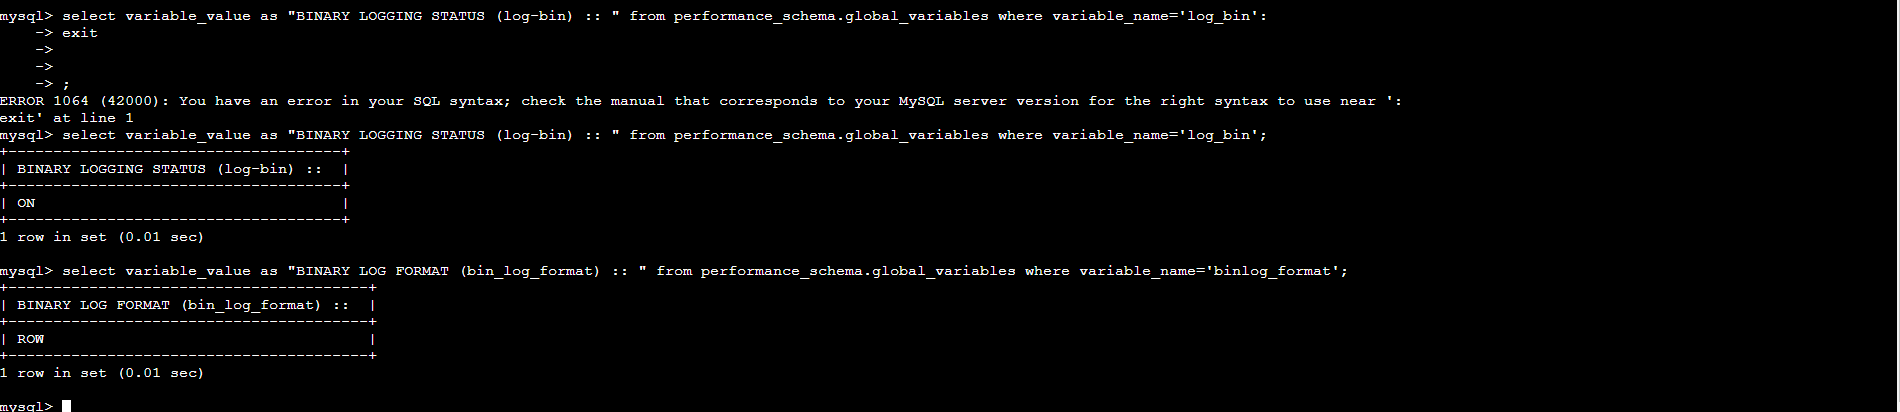 mysql> select variable_value as "BINARY LOGGING STATUS (log-bin) :: " from performance_schema.global_variables where variable_name='log_bin':
    -> exit
    ->
    ->
    -> ;
ERROR 1064 (42000): You have an error in your SQL syntax; check the manual that corresponds to your MySQL server version for the right syntax to use near ':
exit' at line 1
mysql> select variable_value as "BINARY LOGGING STATUS (log-bin) :: " from performance_schema.global_variables where variable_name='log_bin';
+-------------------------------------+
| BINARY LOGGING STATUS (log-bin) ::  |
+-------------------------------------+
| ON                                  |
+-------------------------------------+
1 row in set (0.01 sec)
mysql> select variable_value as "BINARY LOG FORMAT (bin_log_format) :: " from performance_schema.global_variables where variable_name='binlog_format';
+----------------------------------------+
| BINARY LOG FORMAT (bin_log_format) ::  |
+----------------------------------------+
| ROW                                    |
+----------------------------------------+
1 row in set (0.01 sec)
mysql>